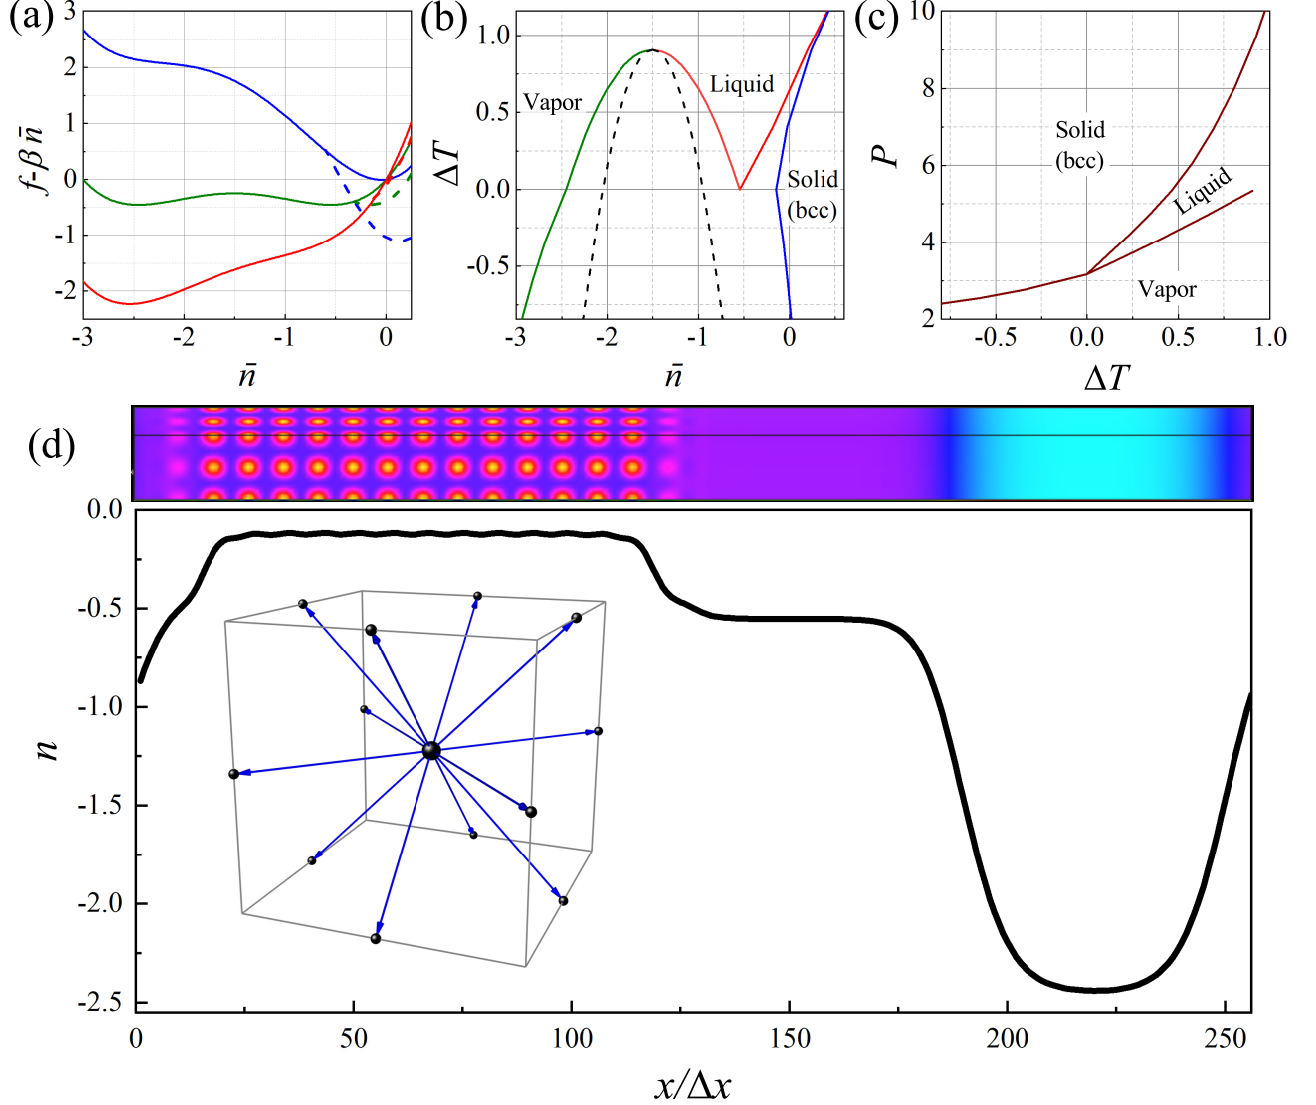 (a)
3
2
1
0
-1
-2
-3
-2
-1
0
f-βn̄
n̄
(b)
1.0
0.5
0.0
-0.5
-3
-2
-1
0
ΔT
n̄
Vapor
Liquid
Solid
(bcc)
(c)
10
8
6
4
2
-0.5
0.0
0.5
1.0
P
ΔT
Solid
(bcc)
Liquid
Vapor
(d)
0.0
-0.5
-1.0
-1.5
-2.0
-2.5
n
0
50
100
150
200
250
x/Δx